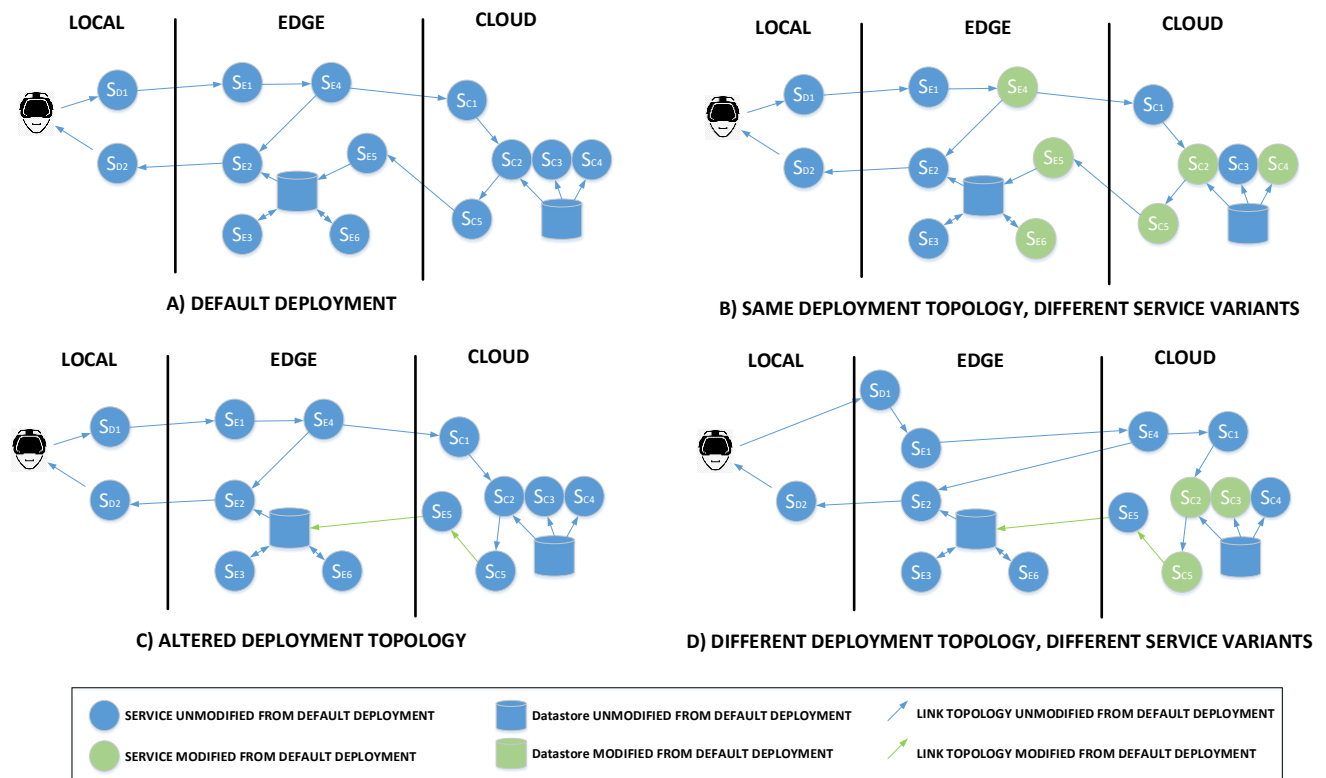 LOCAL EDGE CLOUD
SD1 SE1 SE4 SC1
SD2 SE2 SE5 SC2 SC3 SC4
SE3 SE6 SC5
A) DEFAULT DEPLOYMENT
LOCAL EDGE CLOUD
SD1 SE1 SE4 SC1
SD2 SE2 SE5 SC2 SC3 SC4
SE3 SE6 SC5
B) SAME DEPLOYMENT TOPOLOGY, DIFFERENT SERVICE VARIANTS
LOCAL EDGE CLOUD
SD1 SE1 SE4 SC1
SD2 SE2 SE5 SC2 SC3 SC4
SE3 SE6 SC5
C) ALTERED DEPLOYMENT TOPOLOGY
LOCAL EDGE CLOUD
SD1 SE1 SE4 SC1
SD2 SE2 SE5 SC2 SC3 SC4
SE3 SE6 SC5
D) DIFFERENT DEPLOYMENT TOPOLOGY, DIFFERENT SERVICE VARIANTS
SERVICE UNMODIFIED FROM DEFAULT DEPLOYMENT
Datastore UNMODIFIED FROM DEFAULT DEPLOYMENT
LINK TOPOLOGY UNMODIFIED FROM DEFAULT DEPLOYMENT
SERVICE MODIFIED FROM DEFAULT DEPLOYMENT
Datastore MODIFIED FROM DEFAULT DEPLOYMENT
LINK TOPOLOGY MODIFIED FROM DEFAULT DEPLOYMENT